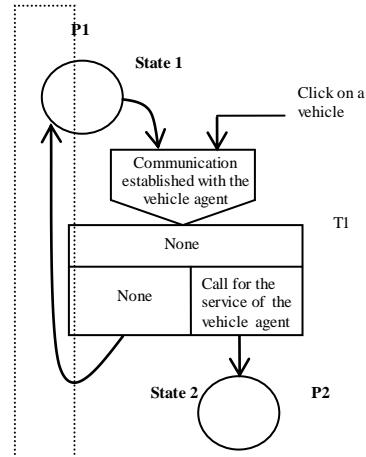 P1
State 1
Click on a
vehicle
Communication
established with the
vehicle agent
T1
None
None
Call for the
service of the
vehicle agent
State 2
P2